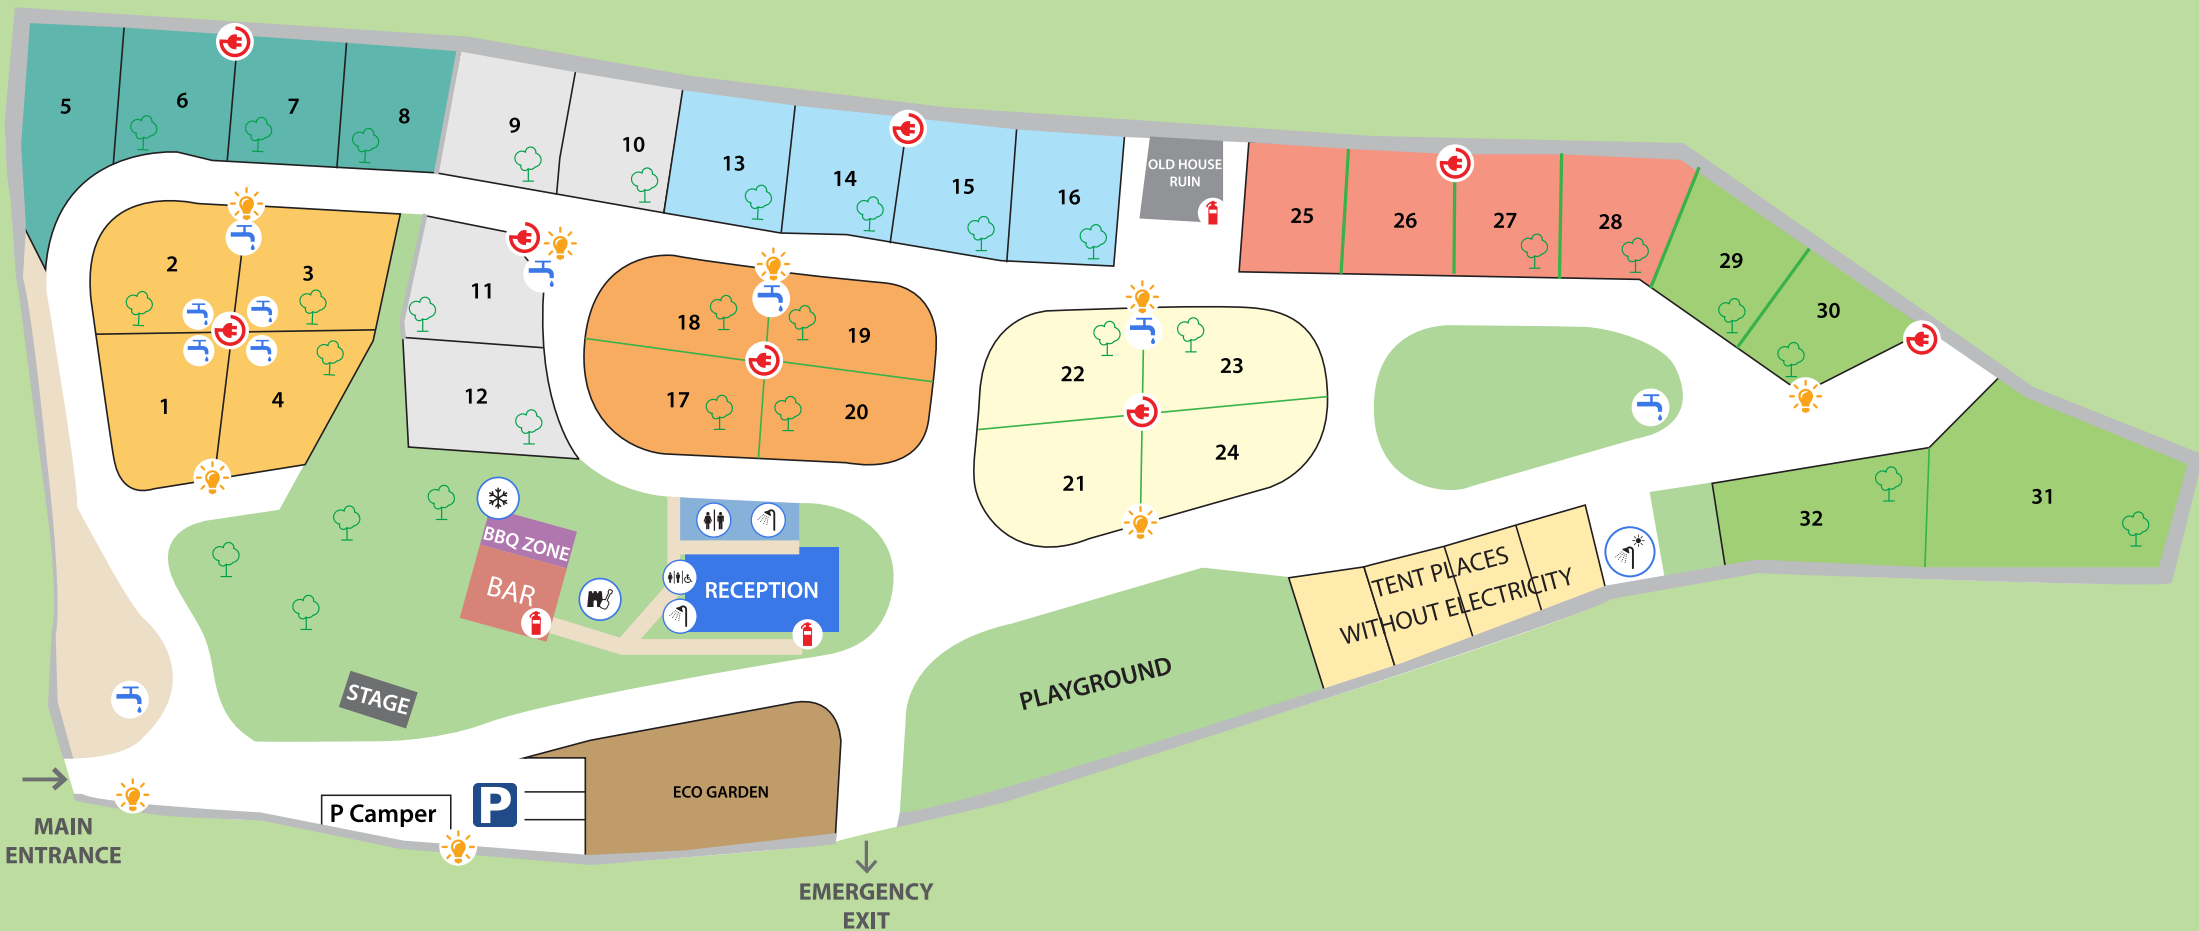 5
6
7
8
9
10
13
14
15
16
OLD HOUSE
RUIN
25
26
27
28
29
30
2
3
1
4
11
12
18
19
17
20
22
23
21
24
31
32
BBQ ZONE
BAR
RECEPTION
TENT PLACES
WITHOUT ELECTRICITY
PLAYGROUND
STAGE
ECO GARDEN
P Camper
P
MAIN
ENTRANCE
EMERGENCY
EXIT